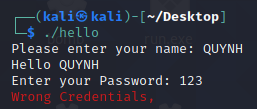 (kali㉿kali)-[~/Desktop]
$ ./hello
Please enter your name: QUYNH
Hello QUYNH
Enter your Password: 123
Wrong Credentials,